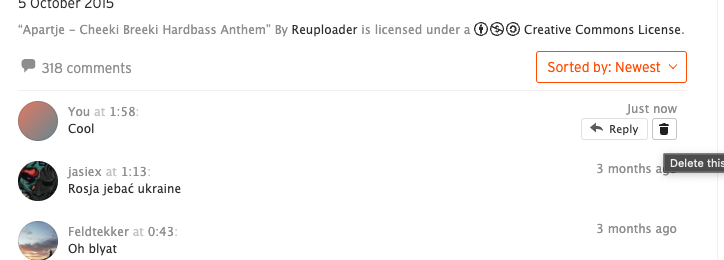 5 October 2015
“Apartje - Cheeki Breeki Hardbass Anthem” By Reuploader is licensed under a Creative Commons License.
318 comments
Sorted by: Newest
You at 1:58:
Just now
Cool
Reply
Delete this
jasiex at 1:13:
3 months ago
Rosja jebać ukraine
Feldtekker at 0:43:
3 months ago
Oh blyat